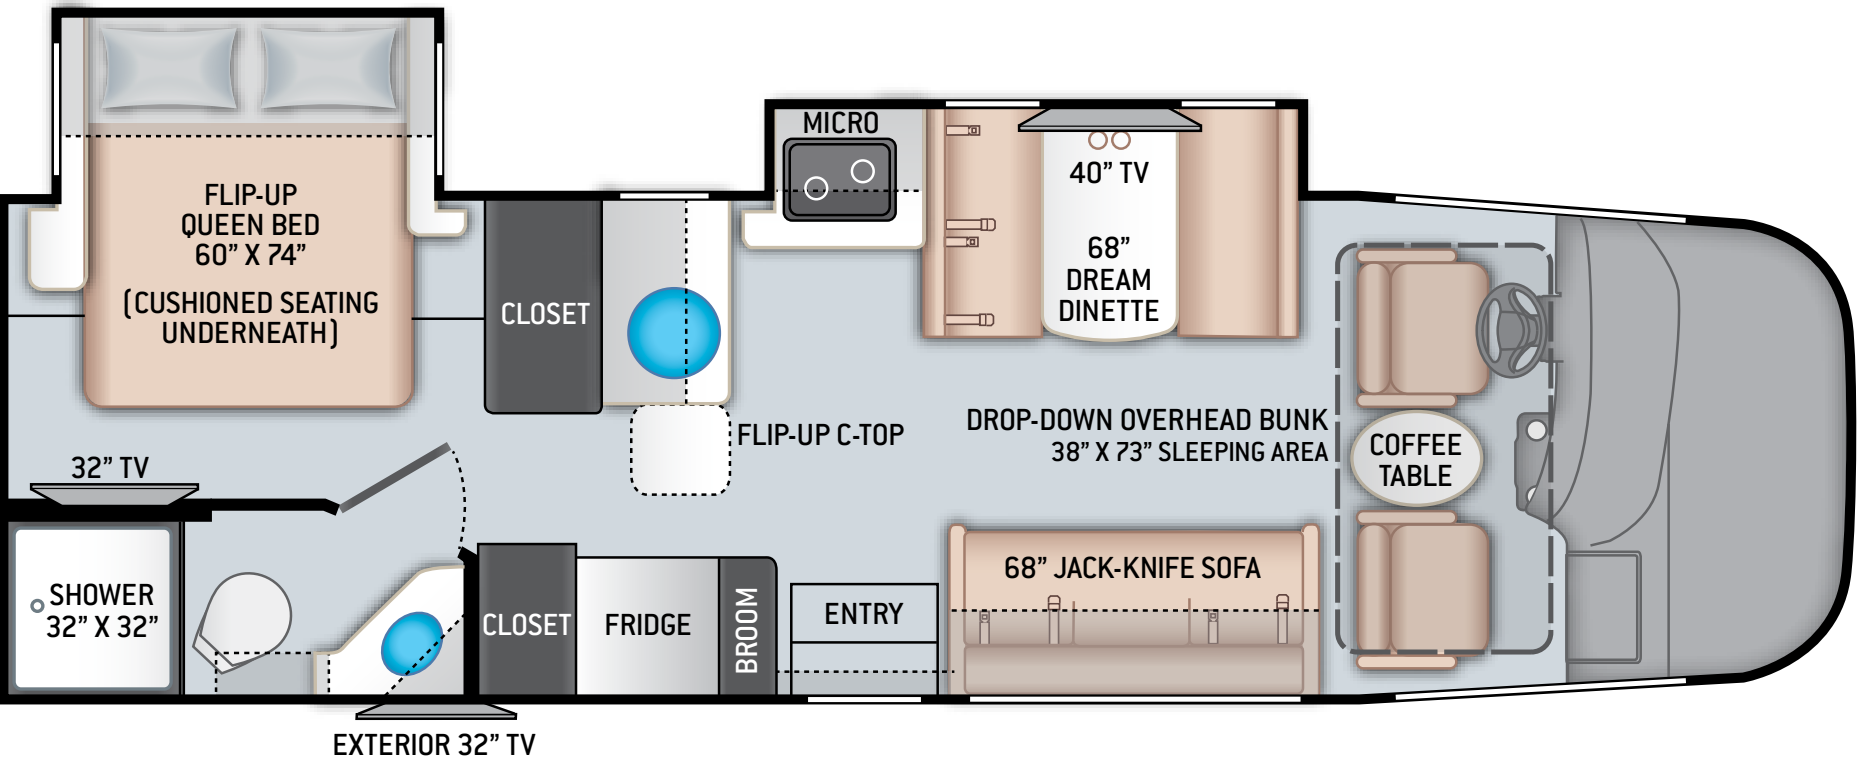 MICRO
40” TV
FLIP-UP
QUEEN BED
60” X 74”
(CUSHIONED SEATING
UNDERNEATH)
68”
DREAM
DINETTE
CLOSET
FLIP-UP C-TOP
DROP-DOWN OVERHEAD BUNK
38” X 73” SLEEPING AREA
COFFEE
TABLE
32” TV
SHOWER
32” X 32”
CLOSET
FRIDGE
BROOM
ENTRY
68” JACK-KNIFE SOFA
EXTERIOR 32” TV